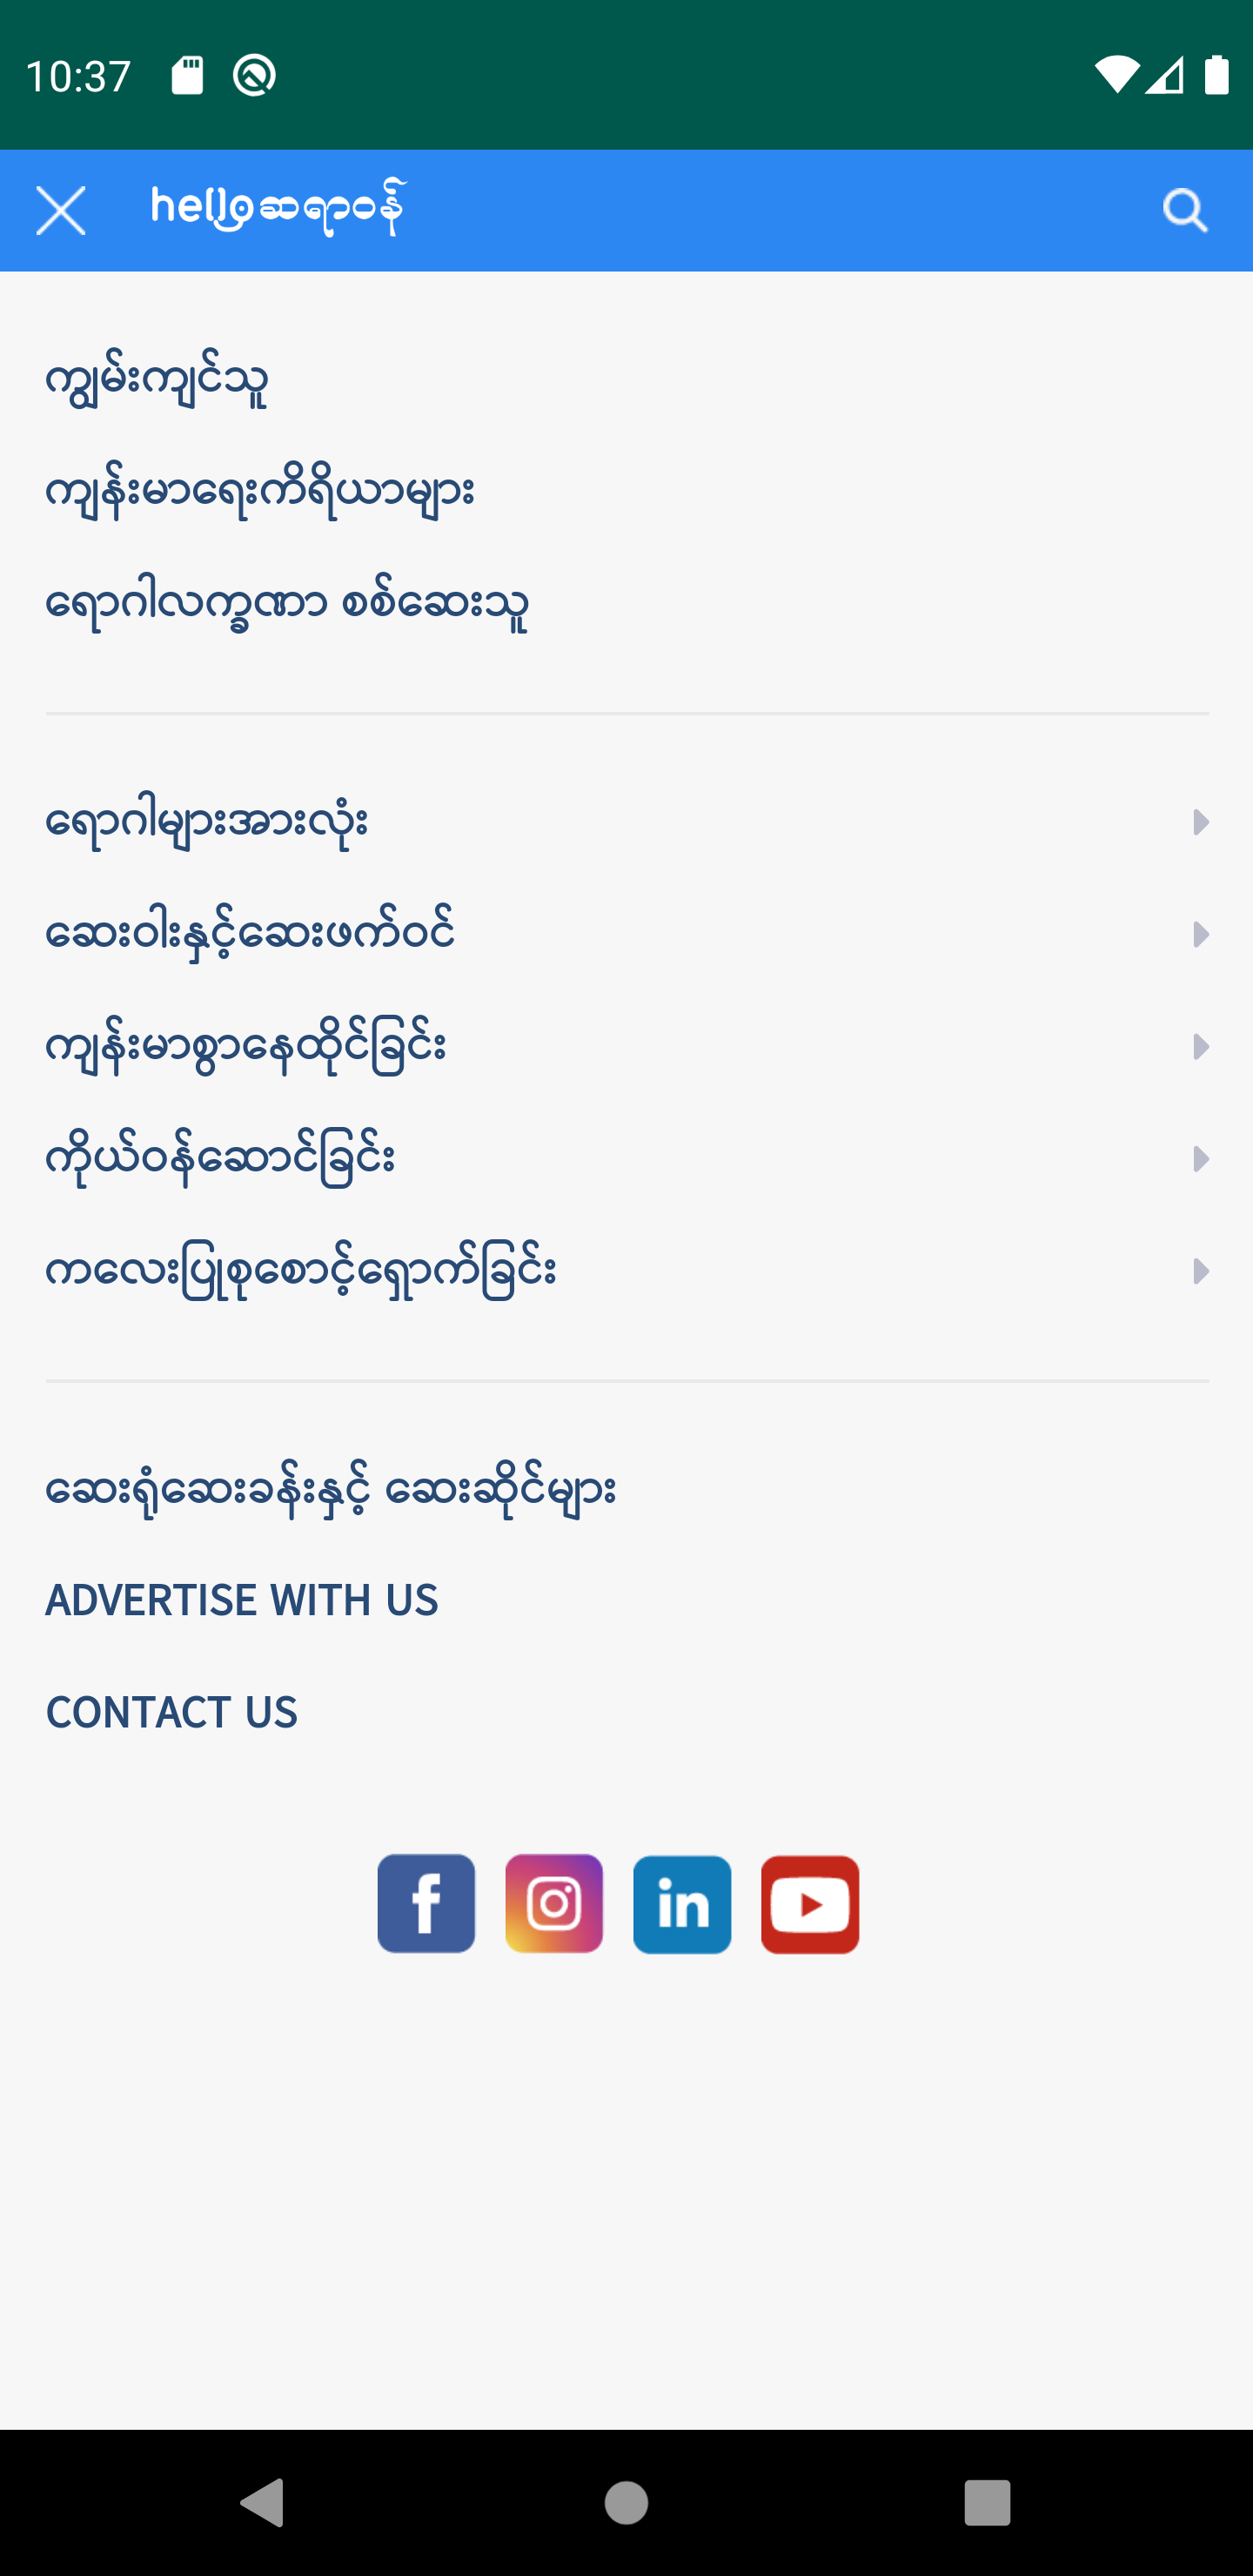 10:37
helloဆရာဝန်
ကျွမ်းကျင်သူ
ကျန်းမာရေးကိရိယာများ
ရောဂါလက္ခဏာ စစ်ဆေးသူ
ရောဂါများအားလုံး
ဆေးဝါးနှင့်ဆေးဖက်ဝင်
ကျန်းမာစွာနေထိုင်ခြင်း
ကိုယ်ဝန်ဆောင်ခြင်း
ကလေးပြုစုစောင့်ရှောက်ခြင်း
ဆေးရုံဆေးခန်းနှင့် ဆေးဆိုင်များ
ADVERTISE WITH US
CONTACT US